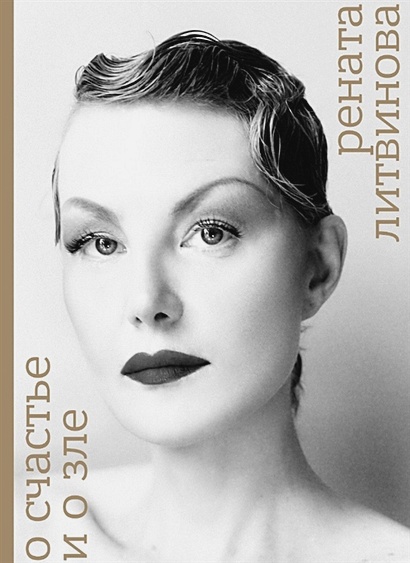 рената
литвинова
о счастье
и о зле